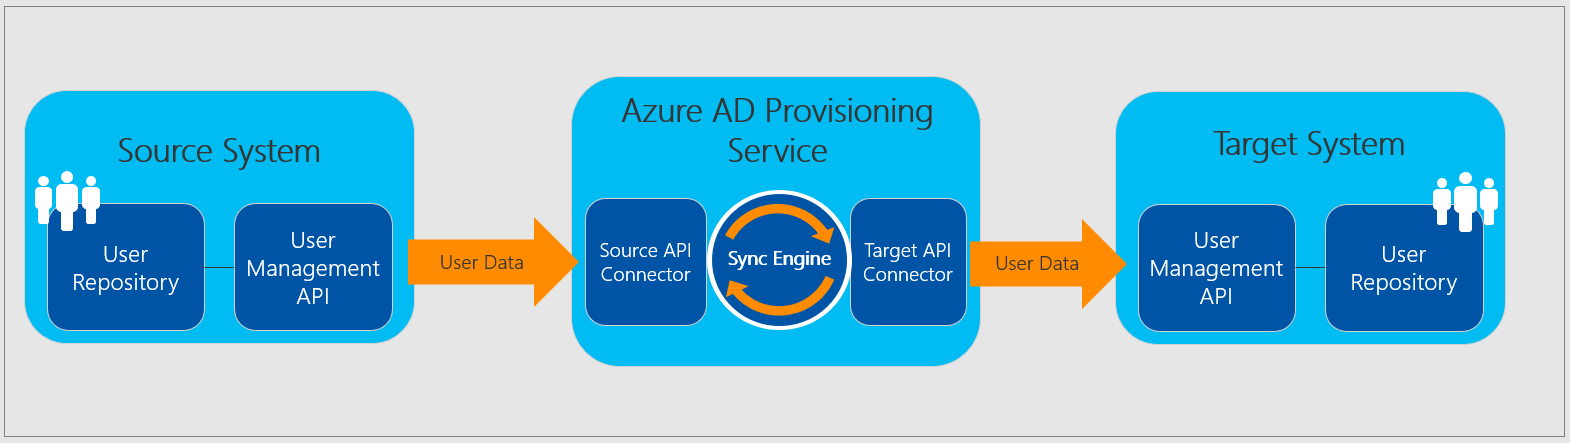 Source System
User
Repository
User
Management
API
User Data
Azure AD Provisioning
Service
Source API
Connector
Sync Engine
Target API
Connector
User Data
Target System
User
Management
API
User
Repository